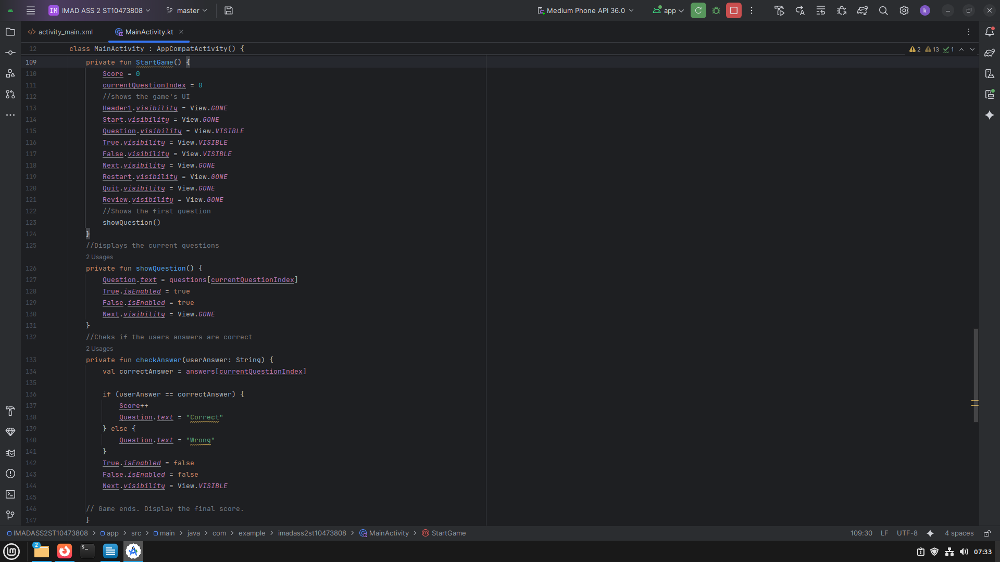 IM IMAD ASS 2 ST10473808 master Medium Phone API 36.0 app k
activity_main.xml MainActivity.kt
12 class MainActivity : AppCompatActivity() { 2 13 1
109 private fun StartGame() {
110 Score = 0
111 currentQuestionIndex = 0
112 //shows the game's UI
113 Header1.visibility = View.GONE
114 Start.visibility = View.GONE
115 Question.visibility = View.VISIBLE
116 True.visibility = View.VISIBLE
117 False.visibility = View.VISIBLE
118 Next.visibility = View.GONE
119 Restart.visibility = View.GONE
120 Quit.visibility = View.GONE
121 Review.visibility = View.GONE
122 //Shows the first question
123 showQuestion()
124 }
125 //Displays the current questions
2 Usages
126 private fun showQuestion() {
127 Question.text = questions[currentQuestionIndex]
128 True.isEnabled = true
129 False.isEnabled = true
130 Next.visibility = View.GONE
131 }
132 //Cheks if the users answers are correct
2 Usages
133 private fun checkAnswer(userAnswer: String) {
134 val correctAnswer = answers[currentQuestionIndex]
135
136 if (userAnswer == correctAnswer) {
137 Score++
138 Question.text = "Correct"
139 } else {
140 Question.text = "Wrong"
141 }
142 True.isEnabled = false
143 False.isEnabled = false
144 Next.visibility = View.VISIBLE
145
146 // Game ends. Display the final score.
147 }
IMADASS2ST10473808 > app > src > main > java > com > example > imadass2st10473808 > MainActivity > StartGame 109:30 LF UTF-8 4 spaces
2 07:33